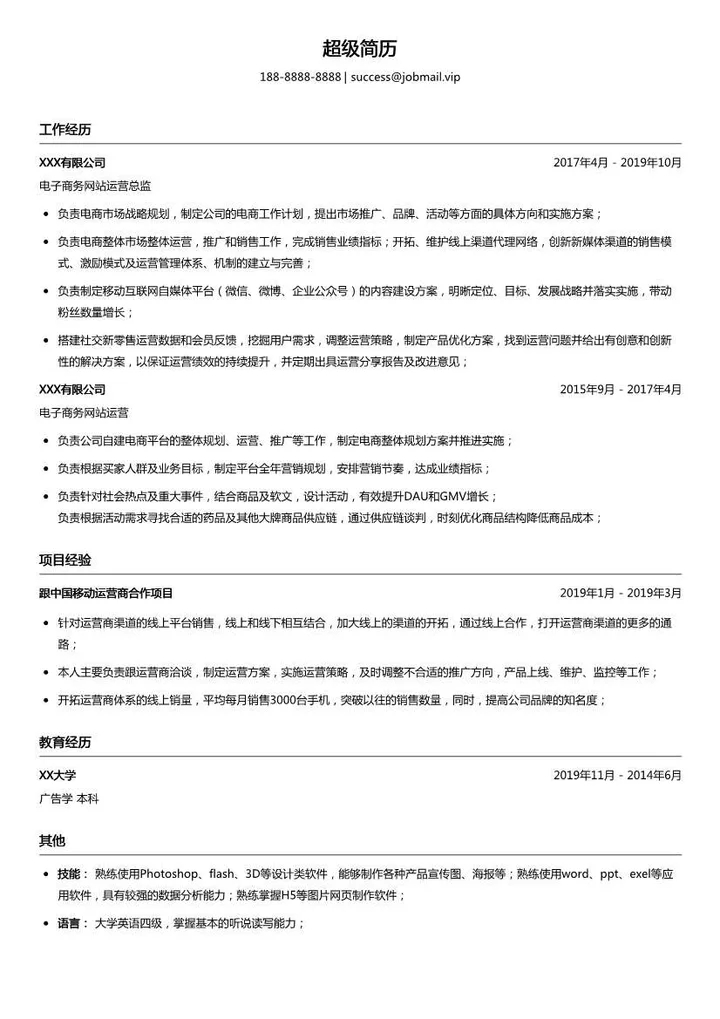 超级简历
188-8888-8888 | success@jobmail.vip
工作经历
XXX有限公司 2017年4月 - 2019年10月
电子商务网站运营总监
• 负责电商市场战略规划，制定公司的电商工作计划，提出市场推广、品牌、活动等方面的具体方向和实施方案；
• 负责电商整体市场整体运营，推广和销售工作，完成销售业绩指标；开拓、维护线上渠道代理网络，创新新媒体渠道的销售模
式、激励模式及运营管理体系、机制的建立与完善；
• 负责制定移动互联网自媒体平台（微信、微博、企业公众号）的内容建设方案，明晰定位、目标、发展战略并落实实施，带动
粉丝数量增长；
• 搭建社交新零售运营数据和会员反馈，挖掘用户需求，调整运营策略，制定产品优化方案，找到运营问题并给出有创意和创新
性的解决方案，以保证运营绩效的持续提升，并定期出具运营分享报告及改进意见；
XXX有限公司 2015年9月 - 2017年4月
电子商务网站运营
• 负责公司自建电商平台的整体规划、运营、推广等工作，制定电商整体规划方案并推进实施；
• 负责根据买家人群及业务目标，制定平台全年营销规划，安排营销节奏，达成业绩指标；
• 负责针对社会热点及重大事件，结合商品及软文，设计活动，有效提升DAU和GMV增长；
负责根据活动需求寻找合适的药品及其他大牌商品供应链，通过供应链谈判，时刻优化商品结构降低商品成本；
项目经验
跟中国移动运营商合作项目 2019年1月 - 2019年3月
• 针对运营商渠道的线上平台销售，线上和线下相互结合，加大线上的渠道的开拓，通过线上合作，打开运营商渠道的更多的通
路；
• 本人主要负责跟运营商洽谈，制定运营方案，实施运营策略，及时调整不合适的推广方向，产品上线、维护、监控等工作；
• 开拓运营商体系的线上销量，平均每月销售3000台手机，突破以往的销售数量，同时，提高公司品牌的知名度；
教育经历
XX大学 2019年11月 - 2014年6月
广告学 本科
其他
• 技能： 熟练使用Photoshop、flash、3D等设计类软件，能够制作各种产品宣传图、海报等；熟练使用word、ppt、exel等应
用软件，具有较强的数据分析能力；熟练掌握H5等图片网页制作软件；
• 语言： 大学英语四级，掌握基本的听说读写能力；